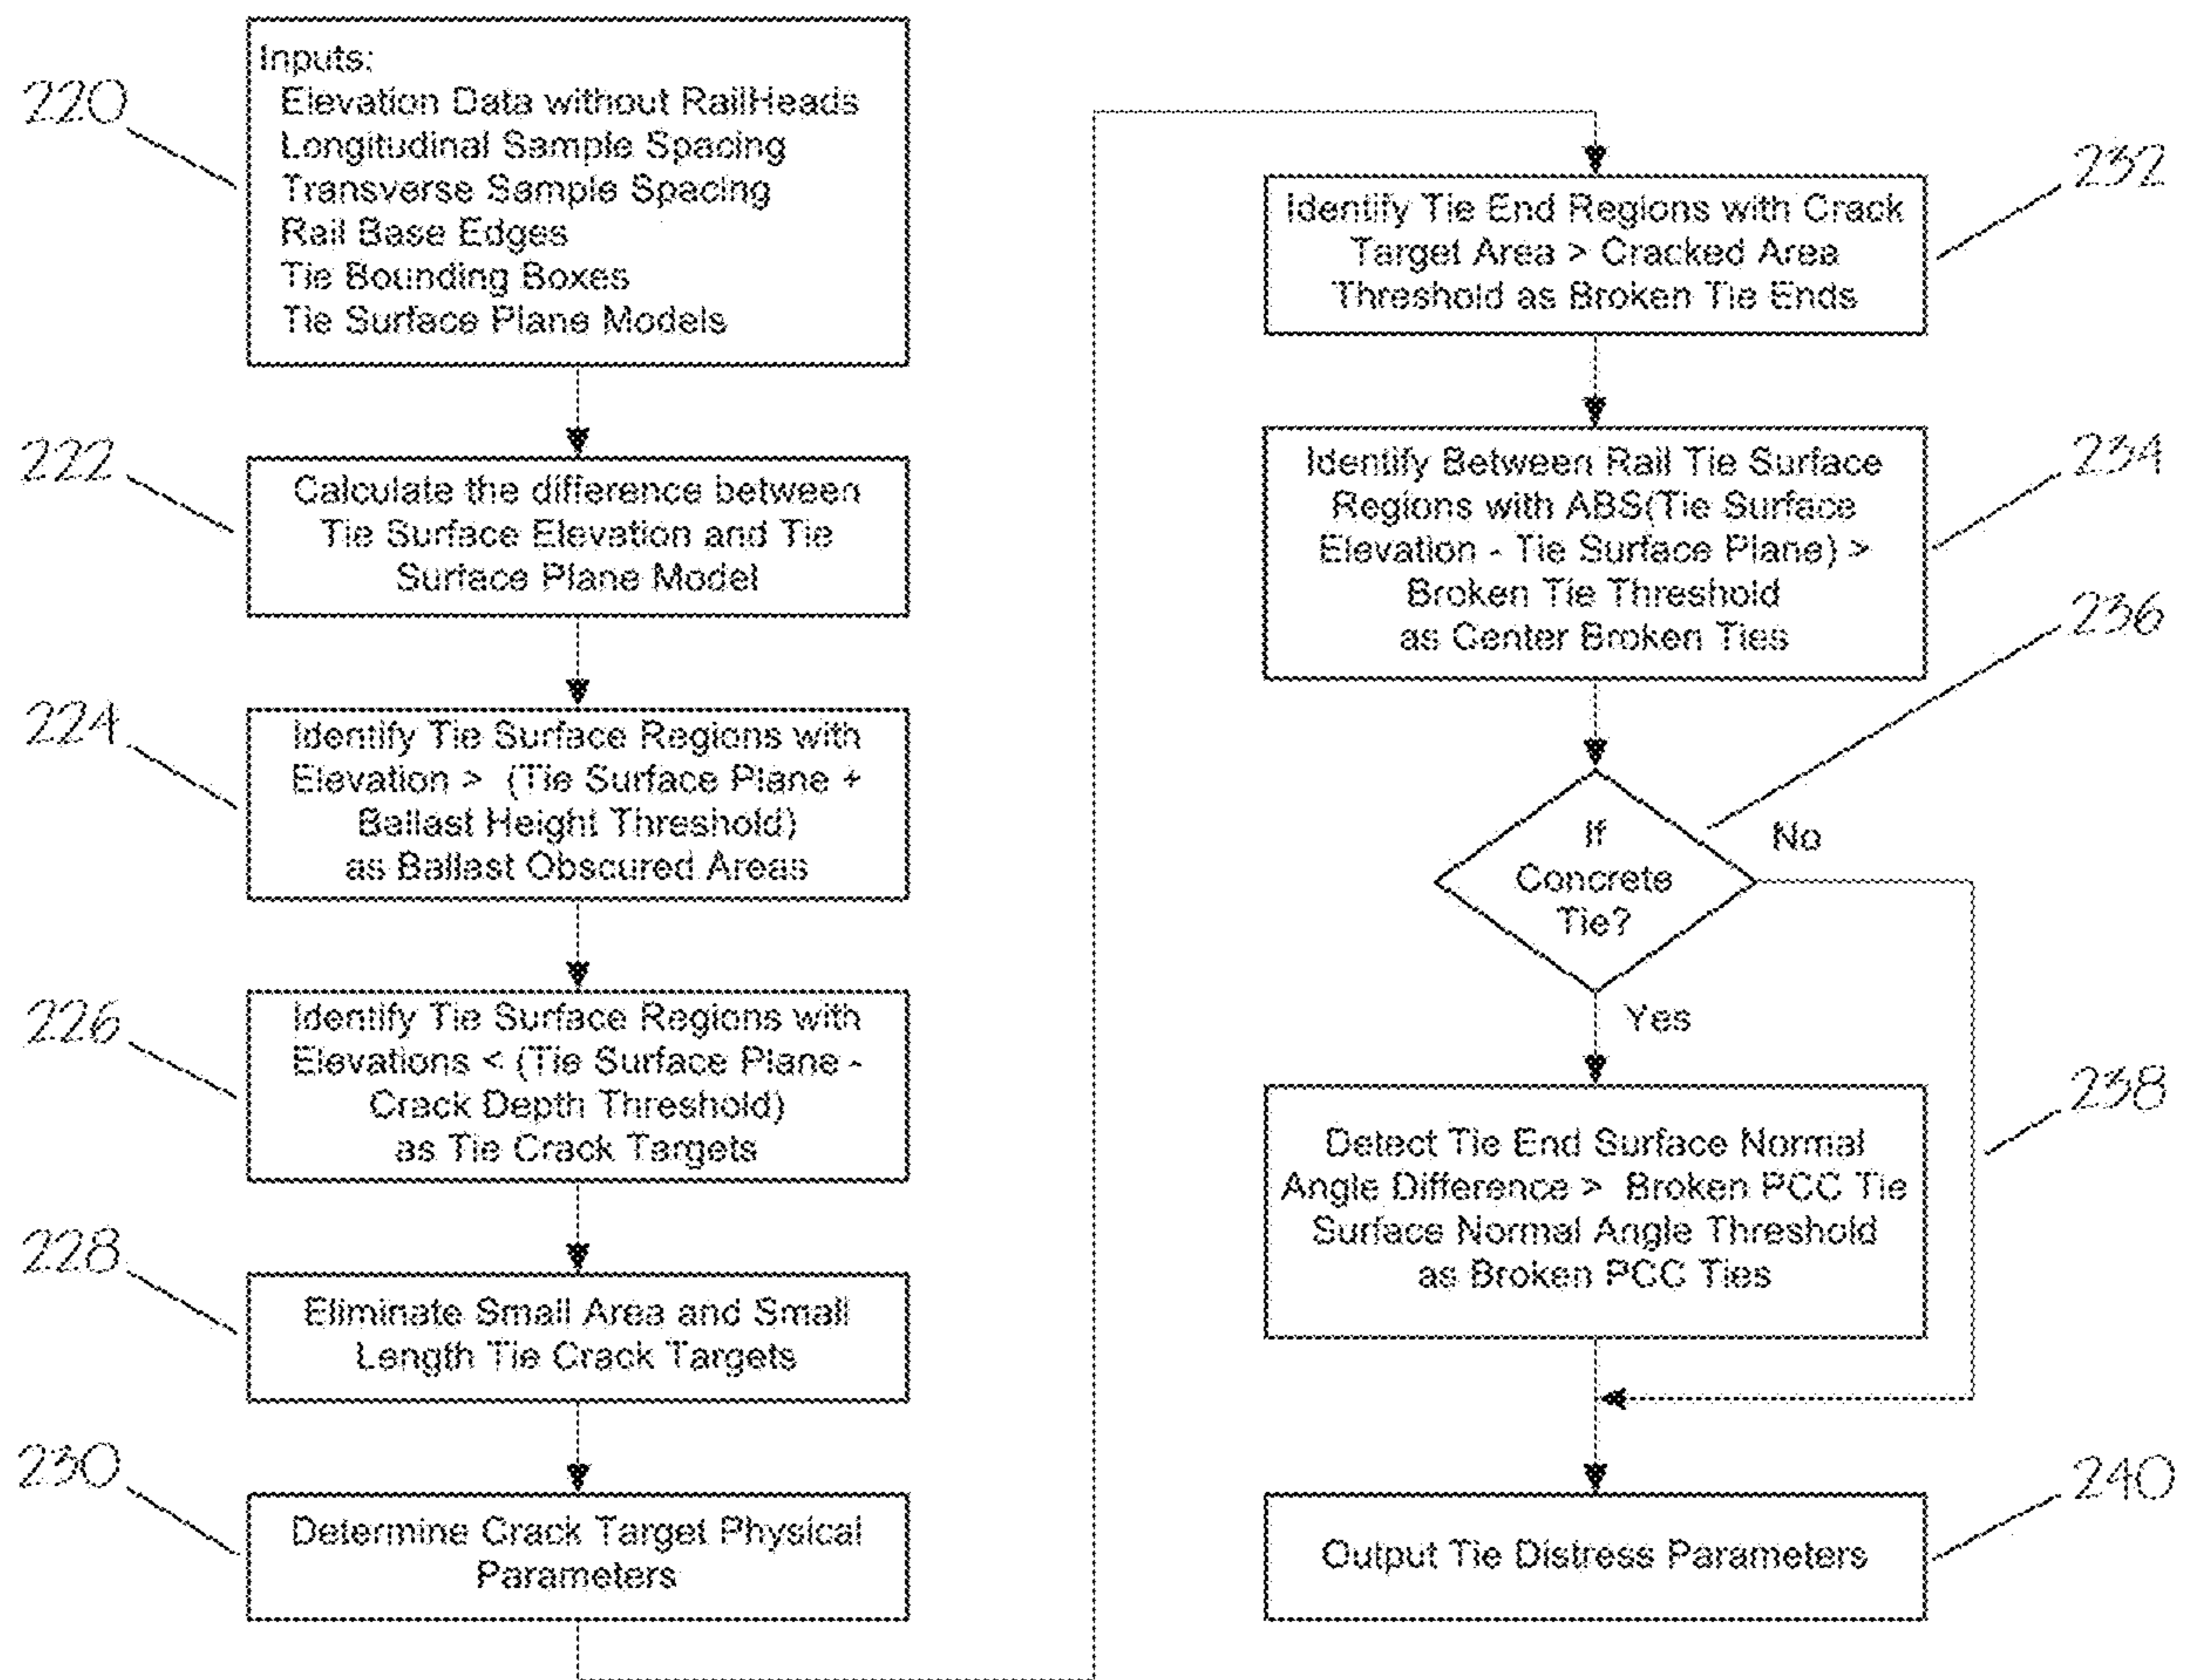 220
Inputs:
Elevation Data without RailHeads
Longitudinal Sample Spacing
Transverse Sample Spacing
Rail Base Edges
Tie Bounding Boxes
Tie Surface Plane Models
222
Calculate the difference between
Tie Surface Elevation and Tie
Surface Plane Model
224
Identify Tie Surface Regions with
Elevation > (Tie Surface Plane +
Ballast Height Threshold)
as Ballast Obscured Areas
226
Identify Tie Surface Regions with
Elevations < (Tie Surface Plane -
Crack Depth Threshold)
as Tie Crack Targets
228
Eliminate Small Area and Small
Length Tie Crack Targets
230
Determine Crack Target Physical
Parameters
232
Identify Tie End Regions with Crack
Target Area > Cracked Area
Threshold as Broken Tie Ends
234
Identify Between Rail Tie Surface
Regions with ABS(Tie Surface
Elevation - Tie Surface Plane) >
Broken Tie Threshold
as Center Broken Ties
236
If
Concrete
Tie?
No
Yes
238
Detect Tie End Surface Normal
Angle Difference > Broken PCC Tie
Surface Normal Angle Threshold
as Broken PCC Ties
240
Output Tie Distress Parameters